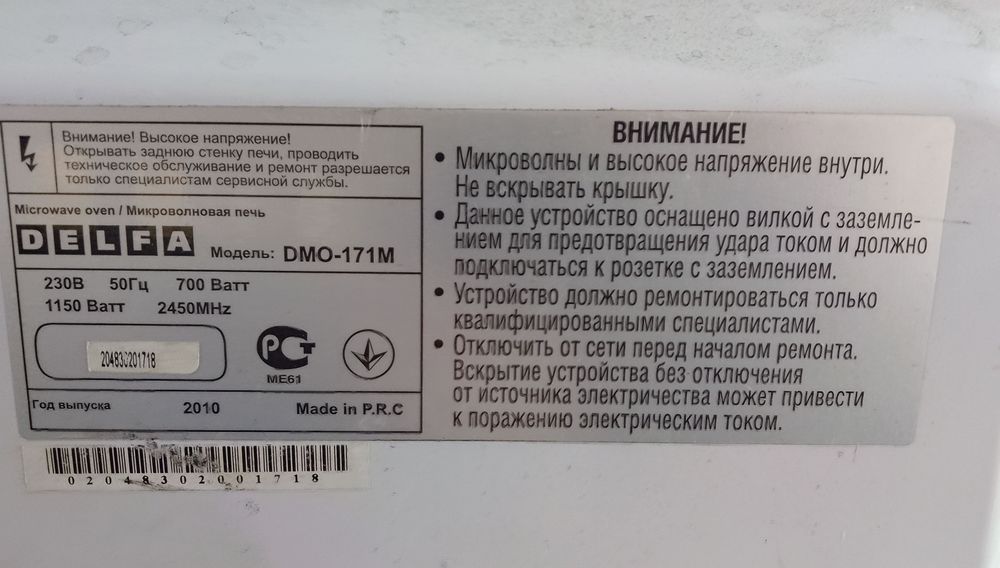 Внимание! Высокое напряжение!
Открывать заднюю стенку печи, проводить
техническое обслуживание и ремонт разрешается
только специалистам сервисной службы.
Microwave oven / Микроволновая печь
DELFA Модель: DMO-171M
230В 50Гц 700 Ватт
1150 Ватт 2450MHz
РСТ
ME61
Год выпуска 2010 Made in P.R.C
ВНИМАНИЕ!
• Микроволны и высокое напряжение внутри.
Не вскрывать крышку.
• Данное устройство оснащено вилкой с заземле-
нием для предотвращения удара током и должно
подключаться к розетке с заземлением.
• Устройство должно ремонтироваться только
квалифицированными специалистами.
• Отключить от сети перед началом ремонта.
Вскрытие устройства без отключения
от источника электричества может привести
к поражению электрическим током.
02048302001718